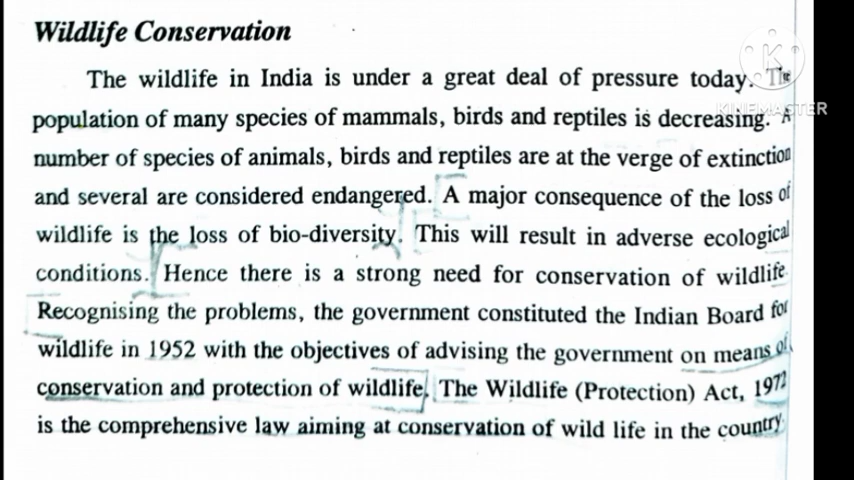 Wildlife Conservation
The wildlife in India is under a great deal of pressure today. The
KINEMASTER
population of many species of mammals, birds and reptiles is decreasing. A
number of species of animals, birds and reptiles are at the verge of extinction
and several are considered endangered. A major consequence of the loss of
wildlife is the loss of bio-diversity. This will result in adverse ecological
conditions. Hence there is a strong need for conservation of wildlife.
Recognising the problems, the government constituted the Indian Board for
wildlife in 1952 with the objectives of advising the government on means of
conservation and protection of wildlife. The Wildlife (Protection) Act, 1972
is the comprehensive law aiming at conservation of wild life in the country